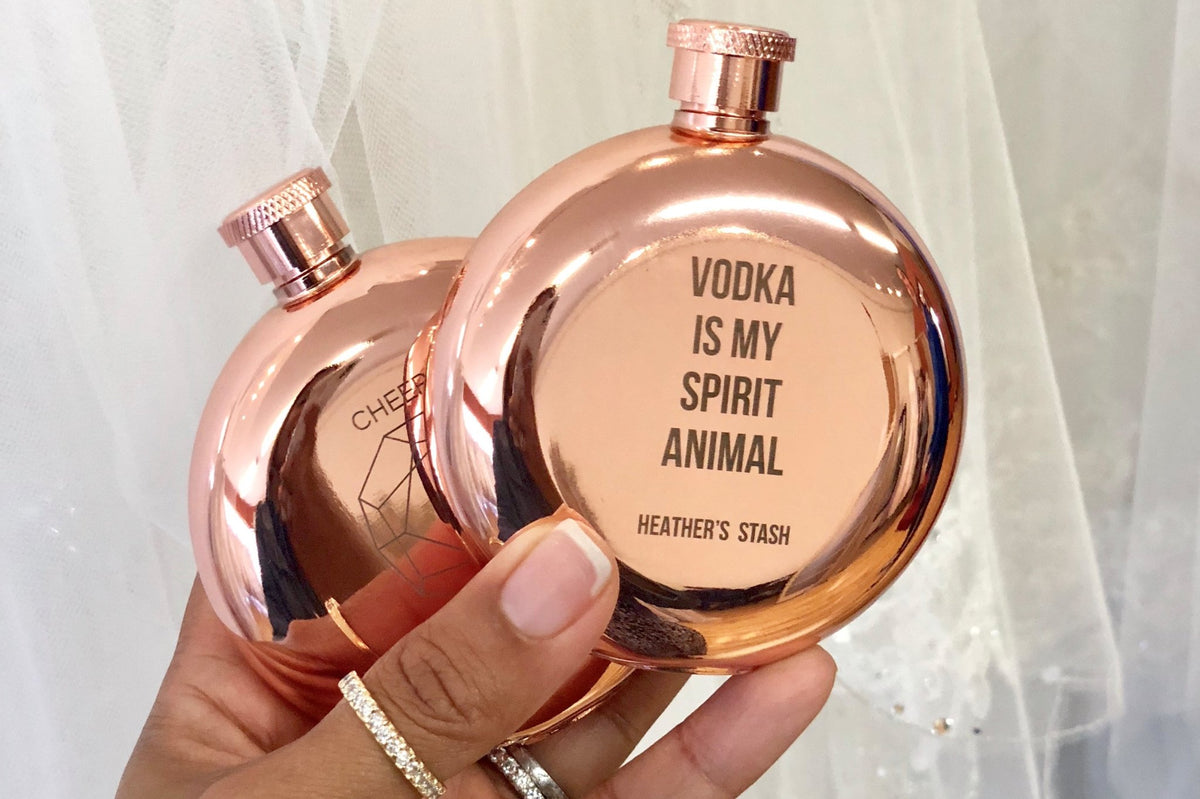 VODKA
IS MY
SPIRIT
ANIMAL
HEATHER'S STASH